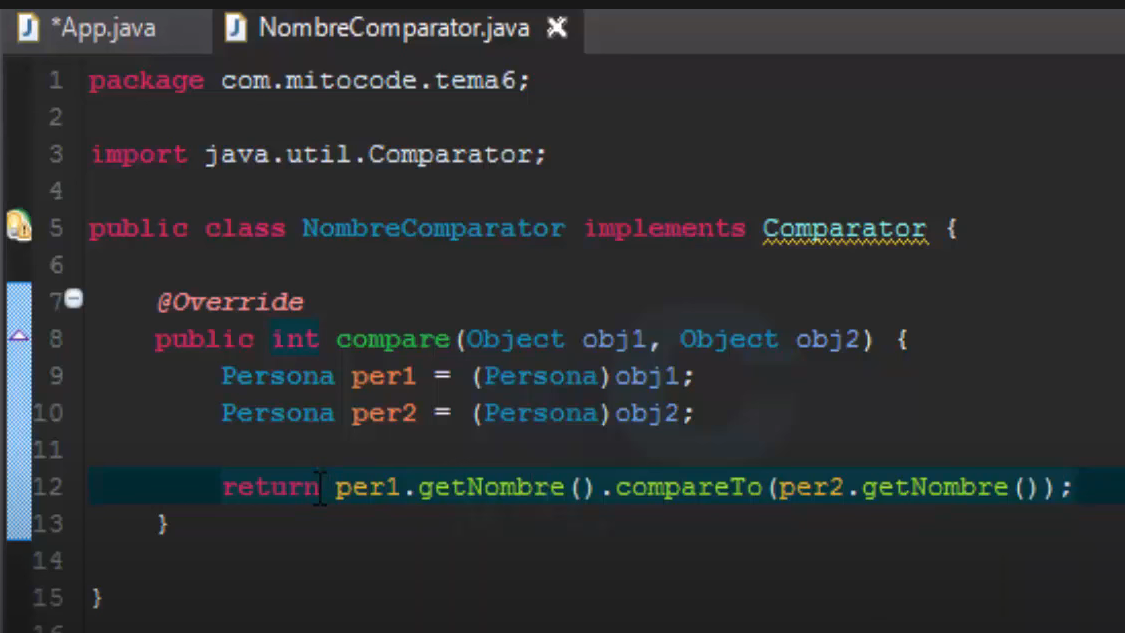 *App.java
NombreComparator.java
1 package com.mitocode.tema6;
2
3 import java.util.Comparator;
4
5 public class NombreComparator implements Comparator {
6
7 @Override
8 public int compare(Object obj1, Object obj2) {
9 Persona per1 = (Persona)obj1;
10 Persona per2 = (Persona)obj2;
11
12 return per1.getNombre().compareTo(per2.getNombre());
13 }
14
15 }
16